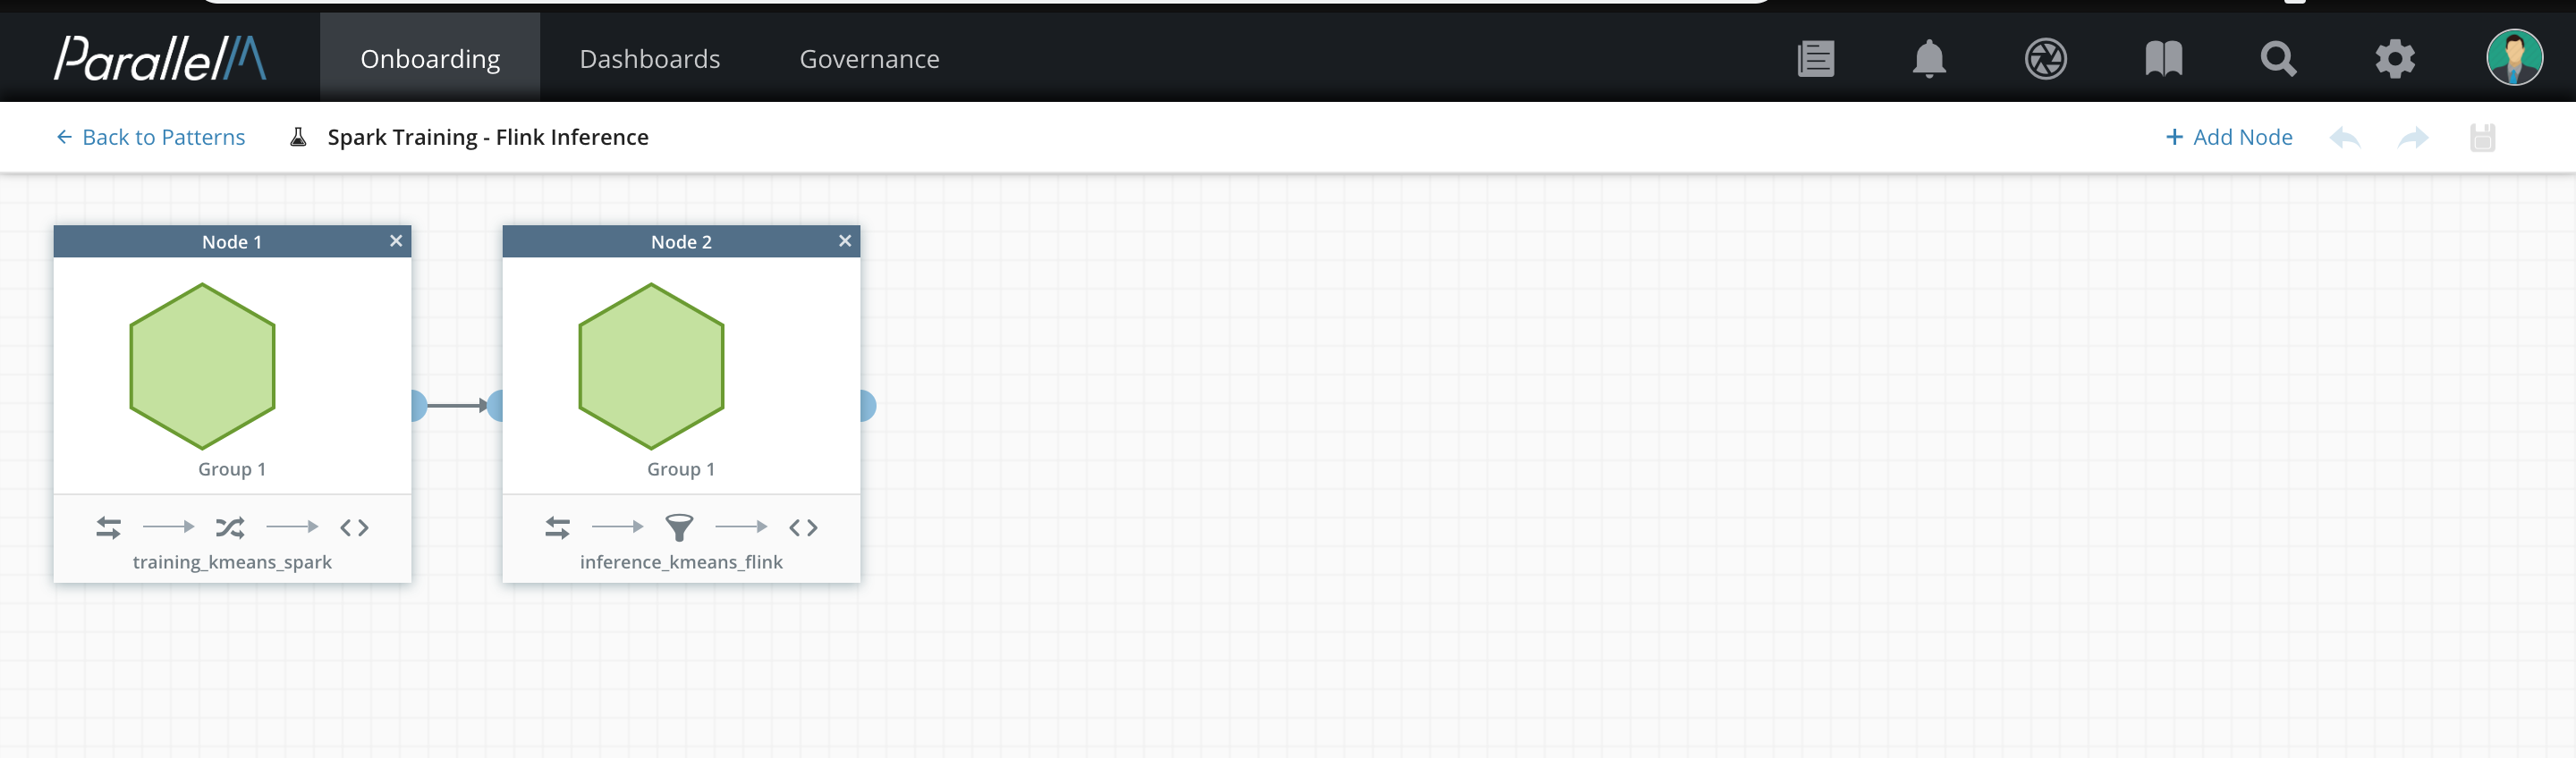 ParallelM
Onboarding
Dashboards
Governance
Back to Patterns
Spark Training - Flink Inference
+ Add Node
Node 1
Group 1
training_kmeans_spark
Node 2
Group 1
inference_kmeans_flink